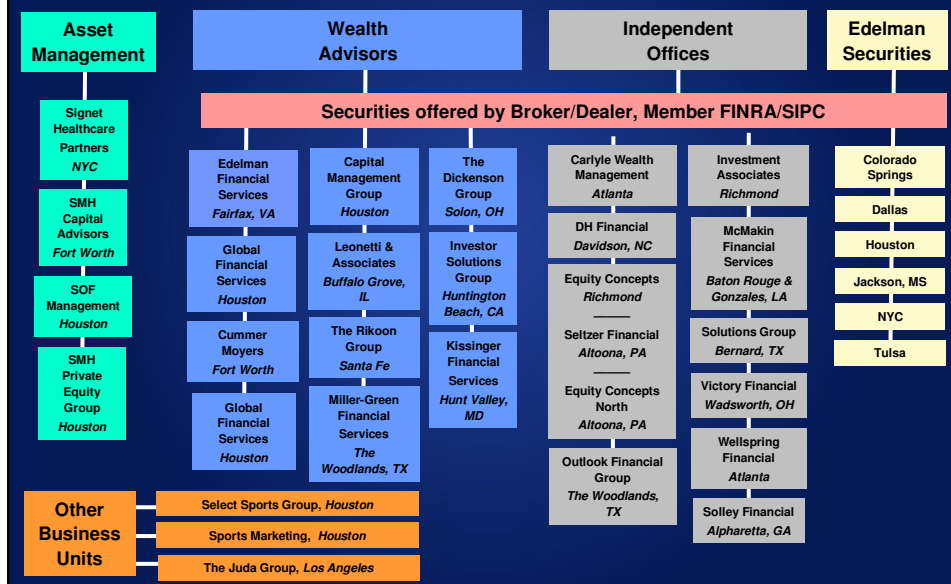 Asset
Management
Wealth
Advisors
Independent
Offices
Edelman
Securities
Securities offered by Broker/Dealer, Member FINRA/SIPC
Signet
Healthcare
Partners
NYC
SMH
Capital
Advisors
Fort Worth
SOF
Management
Houston
SMH
Private
Equity
Group
Houston
Edelman
Financial
Services
Fairfax, VA
Global
Financial
Services
Houston
Cummer
Moyers
Fort Worth
Global
Financial
Services
Houston
Capital
Management
Group
Houston
Leonetti &
Associates
Buffalo Grove,
IL
The Rikoon
Group
Santa Fe
Miller-Green
Financial
Services
The
Woodlands, TX
The
Dickenson
Group
Solon, OH
Investor
Solutions
Group
Huntington
Beach, CA
Kissinger
Financial
Services
Hunt Valley,
MD
Carlyle Wealth
Management
Atlanta
DH Financial
Davidson, NC
Equity Concepts
Richmond
Seltzer Financial
Altoona, PA
Equity Concepts
North
Altoona, PA
Outlook Financial
Group
The Woodlands,
TX
Investment
Associates
Richmond
McMakin
Financial
Services
Baton Rouge &
Gonzales, LA
Solutions Group
Bernard, TX
Victory Financial
Wadsworth, OH
Wellspring
Financial
Atlanta
Solley Financial
Alpharetta, GA
Colorado
Springs
Dallas
Houston
Jackson, MS
NYC
Tulsa
Other
Business
Units
Select Sports Group, Houston
Sports Marketing, Houston
The Juda Group, Los Angeles